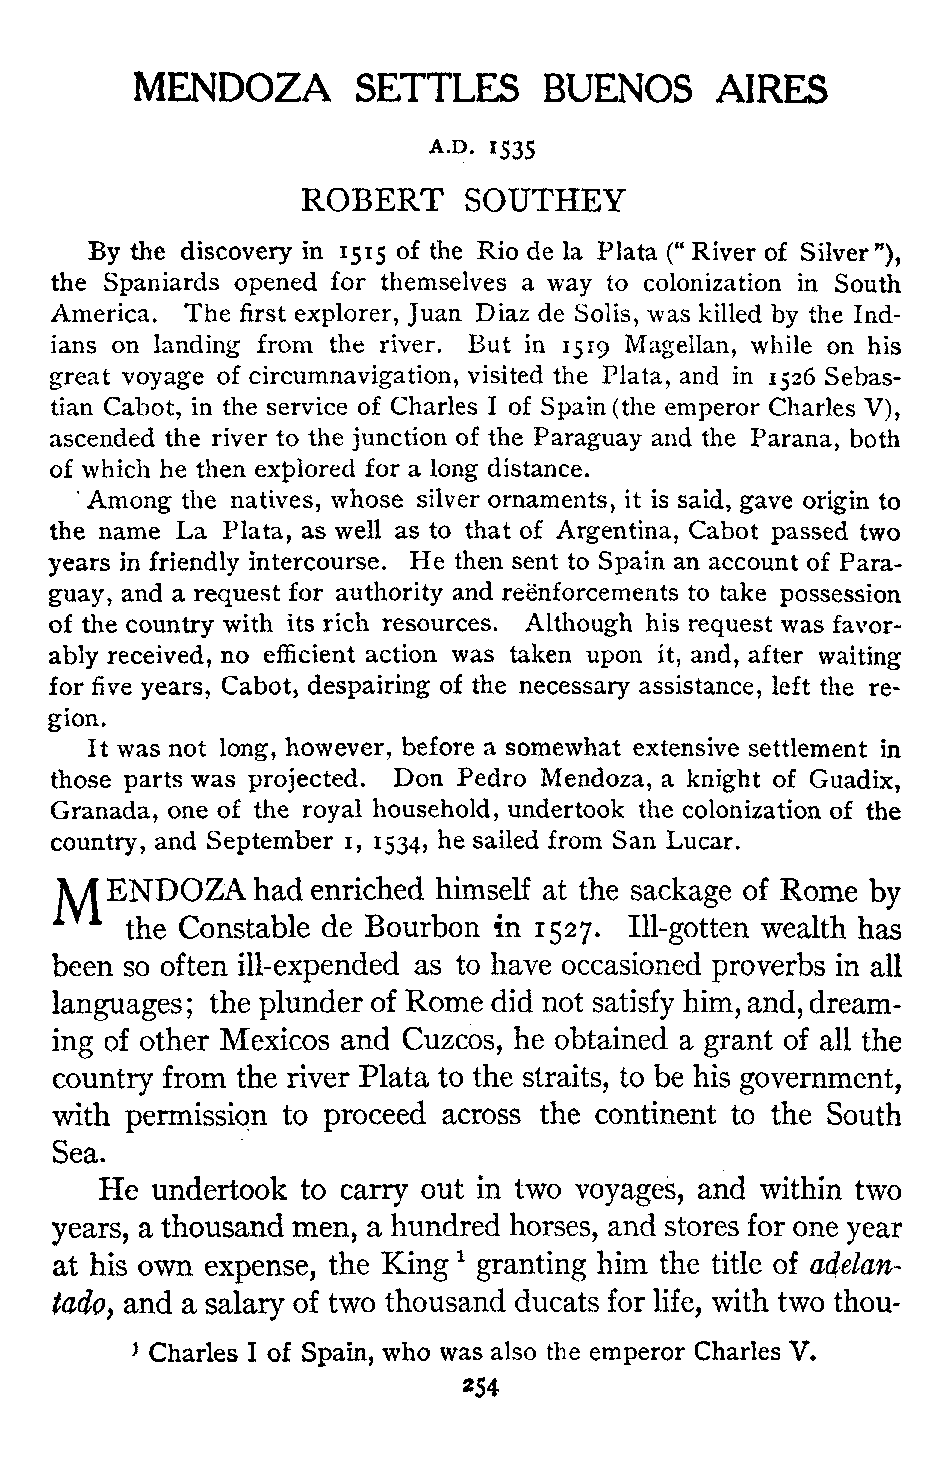 MENDOZA SETTLES BUENOS AIRES
A.D. 1535
ROBERT SOUTHEY
By the discovery in 1515 of the Rio de la Plata (“River of Silver”),
the Spaniards opened for themselves a way to colonization in South
America. The first explorer, Juan Diaz de Solis, was killed by the Ind-
ians on landing from the river. But in 1519 Magellan, while on his
great voyage of circumnavigation, visited the Plata, and in 1526 Sebas-
tian Cabot, in the service of Charles I of Spain (the emperor Charles V),
ascended the river to the junction of the Paraguay and the Parana, both
of which he then explored for a long distance.
Among the natives, whose silver ornaments, it is said, gave origin to
the name La Plata, as well as to that of Argentina, Cabot passed two
years in friendly intercourse. He then sent to Spain an account of Para-
guay, and a request for authority and reënforcements to take possession
of the country with its rich resources. Although his request was favor-
ably received, no efficient action was taken upon it, and, after waiting
for five years, Cabot, despairing of the necessary assistance, left the re-
gion.
It was not long, however, before a somewhat extensive settlement in
those parts was projected. Don Pedro Mendoza, a knight of Guadix,
Granada, one of the royal household, undertook the colonization of the
country, and September 1, 1534, he sailed from San Lucar.
MENDOZA had enriched himself at the sackage of Rome by
the Constable de Bourbon in 1527. Ill-gotten wealth has
been so often ill-expended as to have occasioned proverbs in all
languages; the plunder of Rome did not satisfy him, and, dream-
ing of other Mexicos and Cuzcos, he obtained a grant of all the
country from the river Plata to the straits, to be his government,
with permission to proceed across the continent to the South
Sea.
He undertook to carry out in two voyages, and within two
years, a thousand men, a hundred horses, and stores for one year
at his own expense, the King¹ granting him the title of adelan-
tado, and a salary of two thousand ducats for life, with two thou-
¹ Charles I of Spain, who was also the emperor Charles V.
254